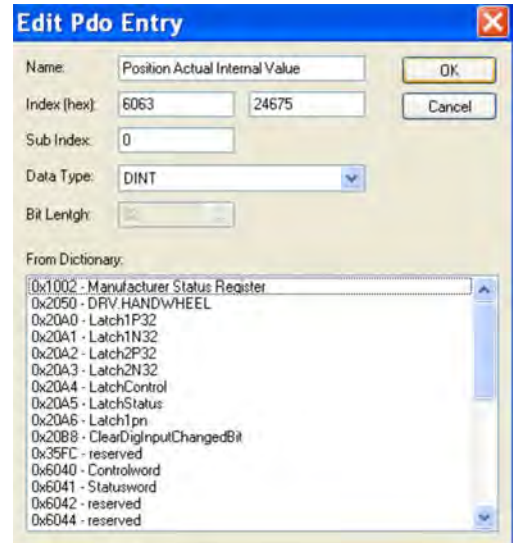 Edit Pdo Entry
Name: Position Actual Internal Value OK
Index (hex): 6063 24675 Cancel
Sub Index: 0
Data Type: DINT
Bit Lentgh:
From Dictionary:
0x1002 - Manufacturer Status Register
0x2050 - DRV.HANDWHEEL
0x20A0 - Latch1P32
0x20A1 - Latch1N32
0x20A2 - Latch2P32
0x20A3 - Latch2N32
0x20A4 - LatchControl
0x20A5 - LatchStatus
0x20A6 - Latch1pn
0x20B8 - ClearDigInputChangedBit
0x35FC - reserved
0x6040 - Controlword
0x6041 - Statusword
0x6042 - reserved
0x6044 - reserved